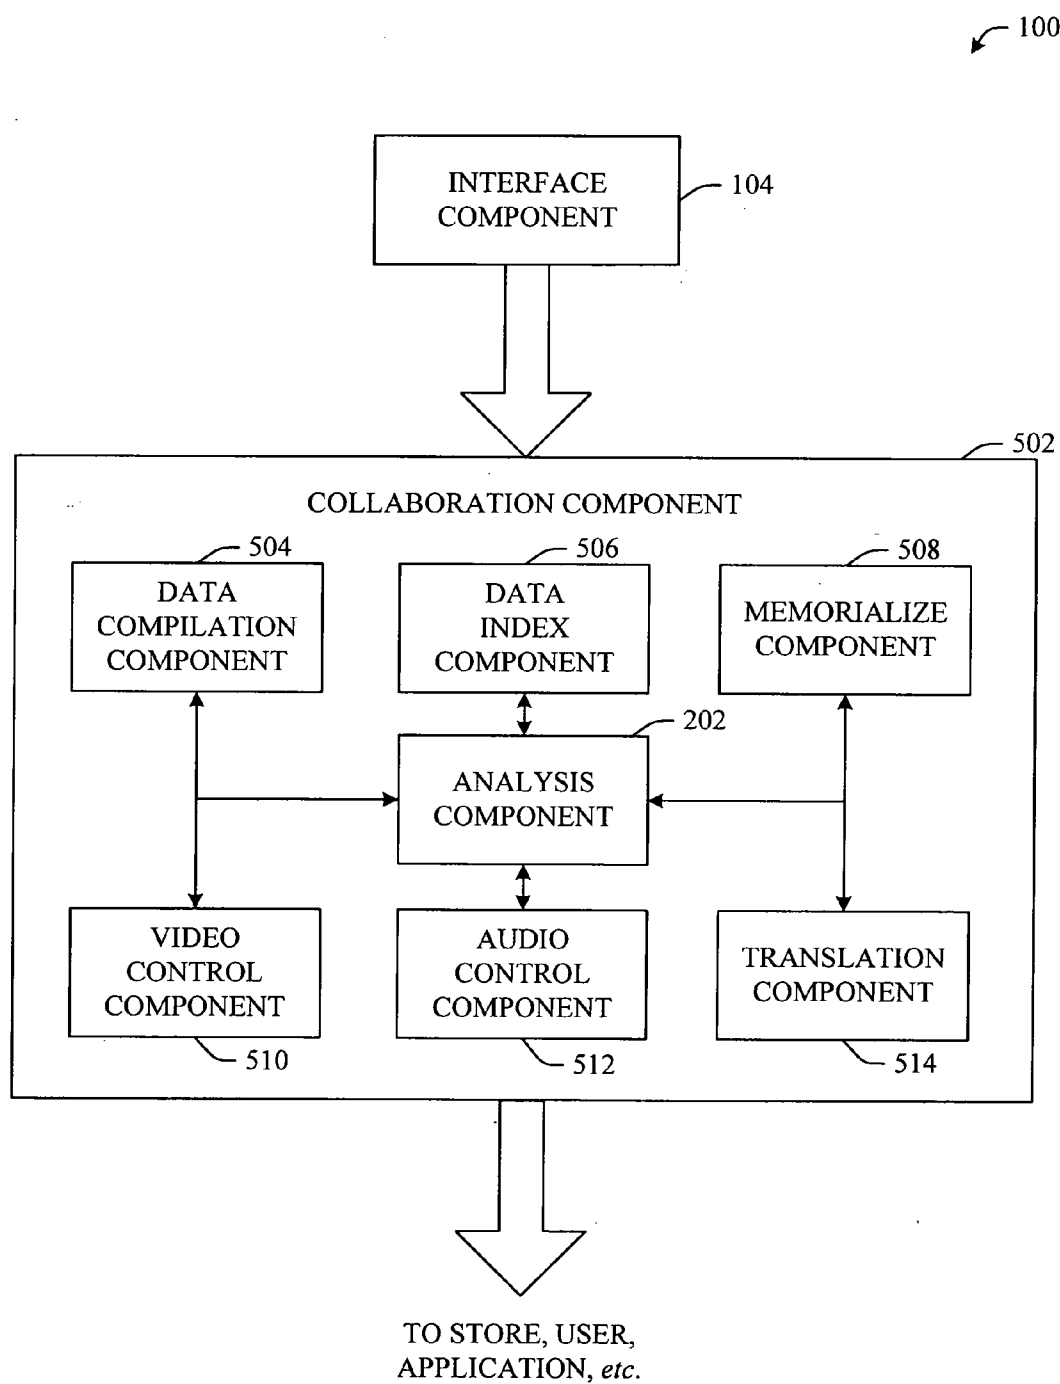 100
INTERFACE
COMPONENT
104
502
COLLABORATION COMPONENT
504
DATA
COMPILATION
COMPONENT
506
DATA
INDEX
COMPONENT
508
MEMORIALIZE
COMPONENT
202
ANALYSIS
COMPONENT
VIDEO
CONTROL
COMPONENT
510
AUDIO
CONTROL
COMPONENT
512
TRANSLATION
COMPONENT
514
TO STORE, USER,
APPLICATION, etc.